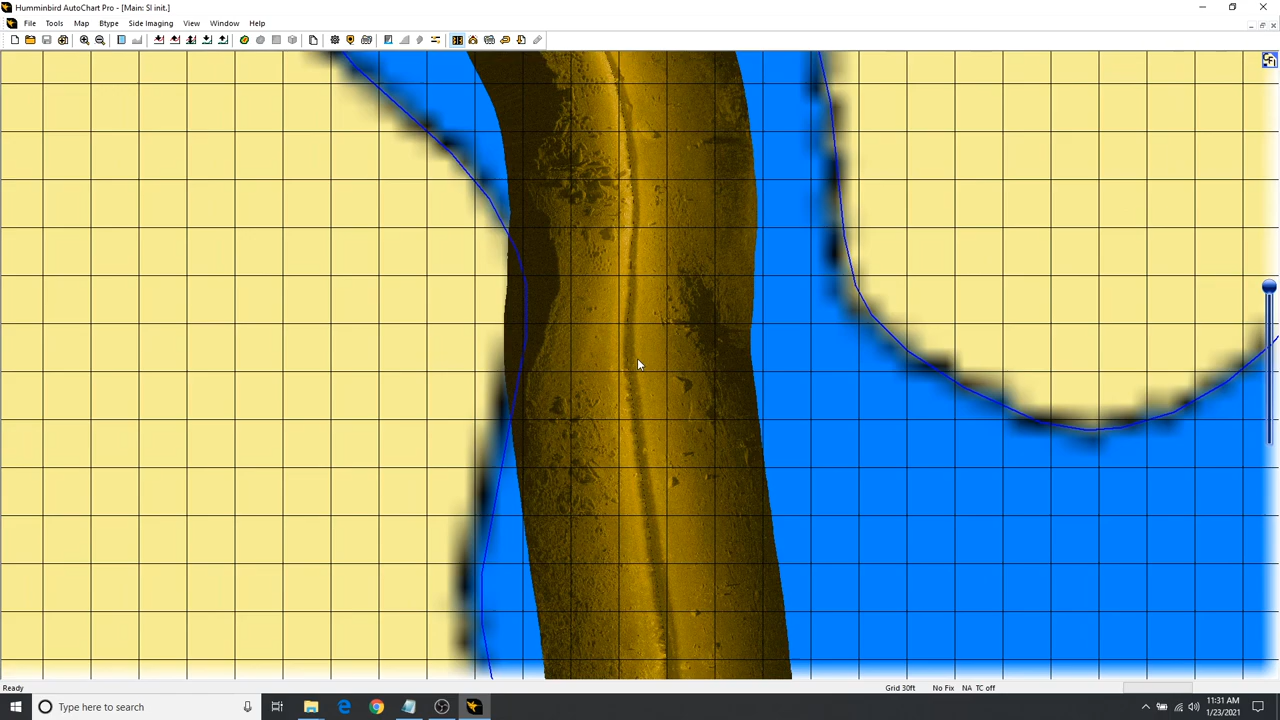 Humminbird AutoChart Pro - [Main: SI init.]
File Tools Map Btype Side Imaging View Window Help
Ready Grid 30ft No Fix NA TC off
Type here to search
11:31 AM
1/23/2021